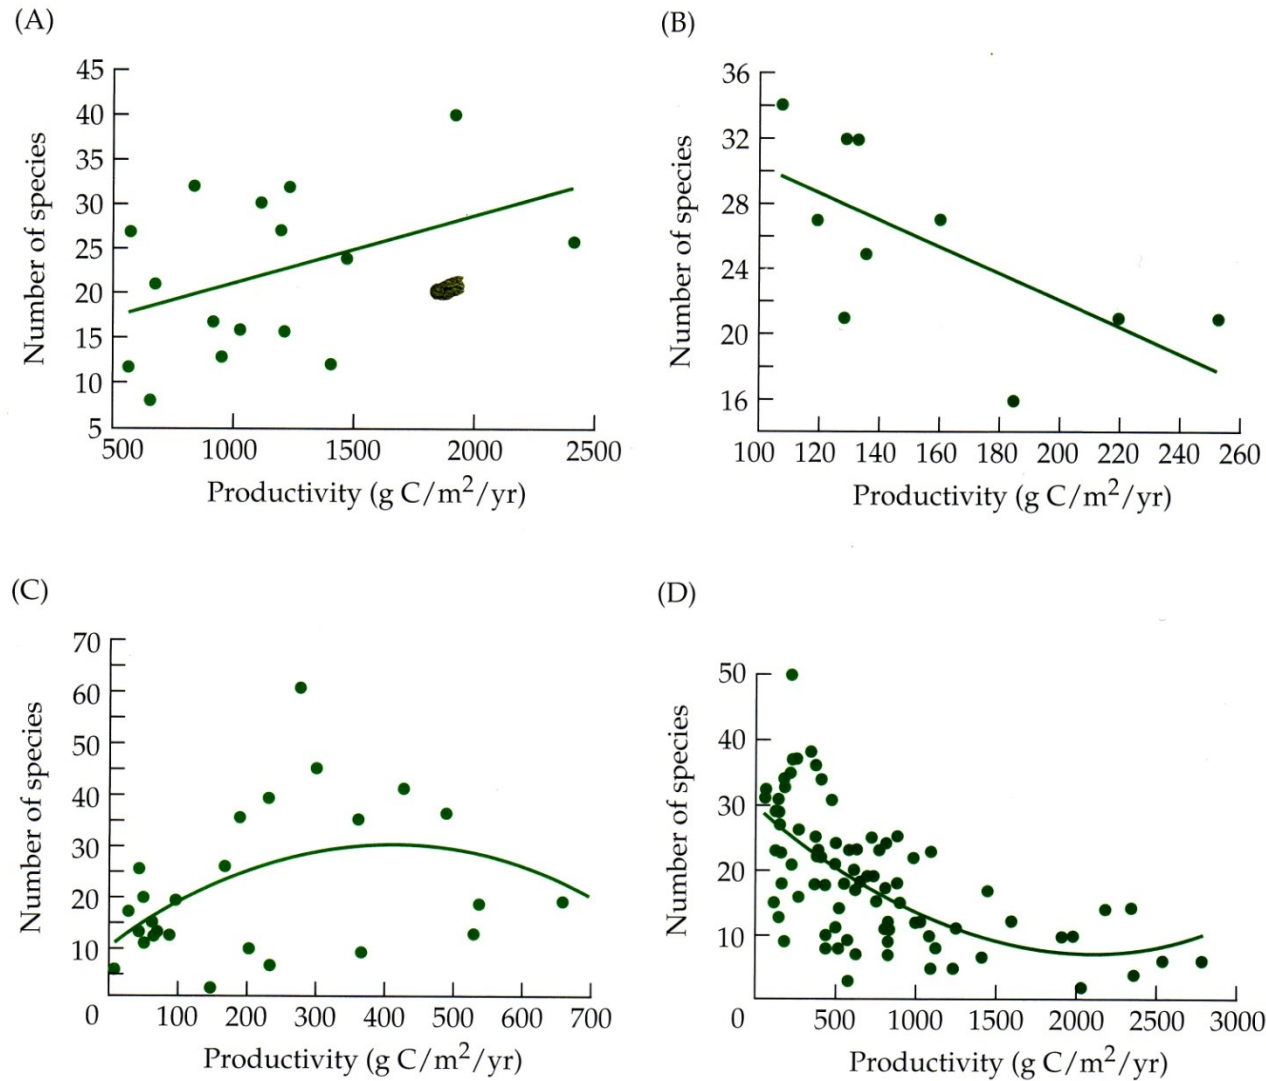 (A)
45
40
35
30
25
20
15
10
5
Number of species
500 1000 1500 2000 2500
Productivity (g C/m²/yr)
(B)
36
32
28
24
20
16
Number of species
100 120 140 160 180 200 220 240 260
Productivity (g C/m²/yr)
(C)
70
60
50
40
30
20
10
Number of species
0 100 200 300 400 500 600 700
Productivity (g C/m²/yr)
(D)
50
40
30
20
10
Number of species
0 500 1000 1500 2000 2500 3000
Productivity (g C/m²/yr)